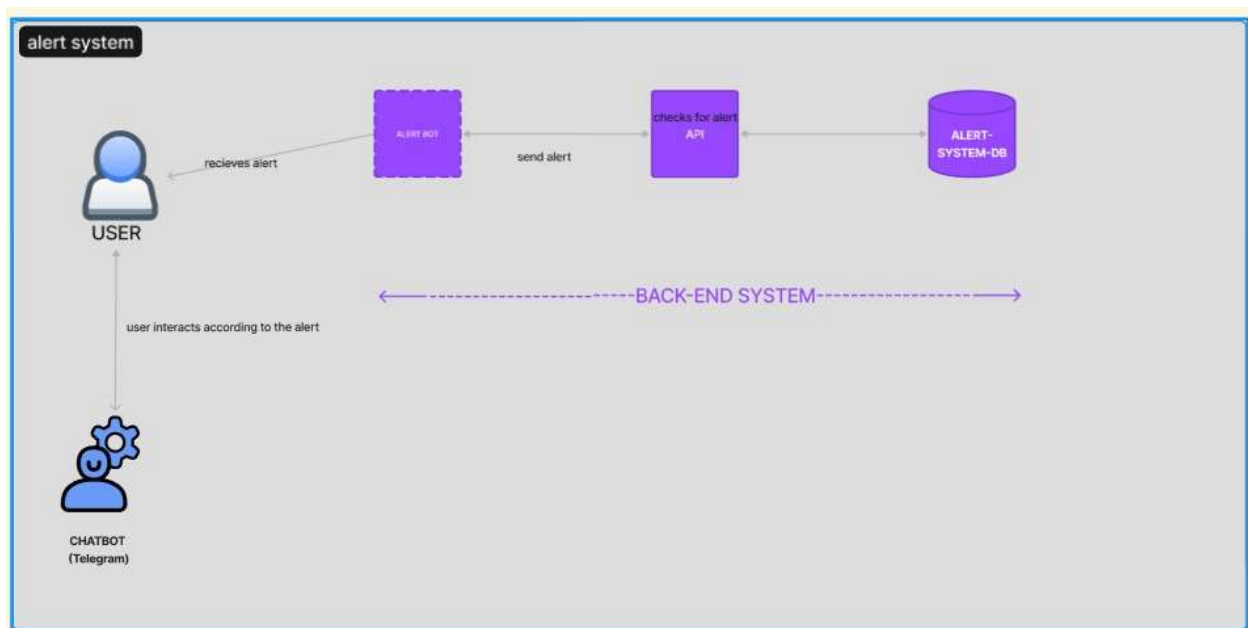 alert system
ALERT BOT
checks for alert
API
ALERT-
SYSTEM-DB
recieves alert
send alert
USER
BACK-END SYSTEM
user interacts according to the alert
CHATBOT
(Telegram)